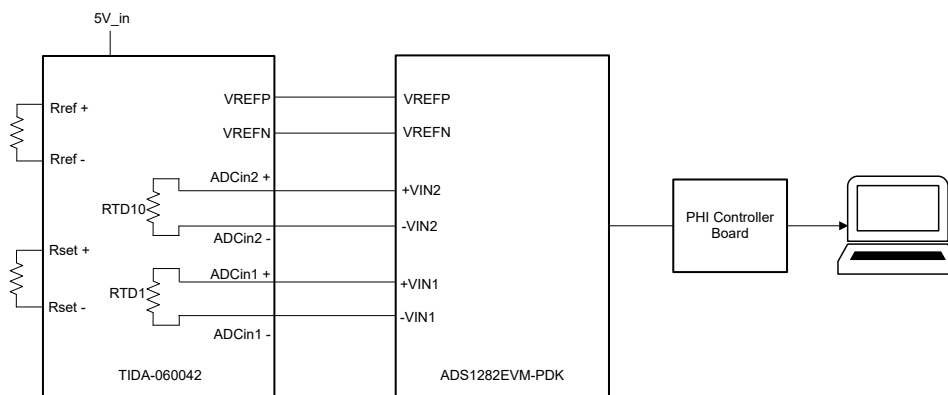 5V_in
Rref +
Rref -
Rset +
Rset -
VREFP
VREFN
ADCin2 +
RTD10
ADCin2 -
ADCin1 +
RTD1
ADCin1 -
TIDA-060042
VREFP
VREFN
+VIN2
-VIN2
+VIN1
-VIN1
ADS1282EVM-PDK
PHI Controller
Board